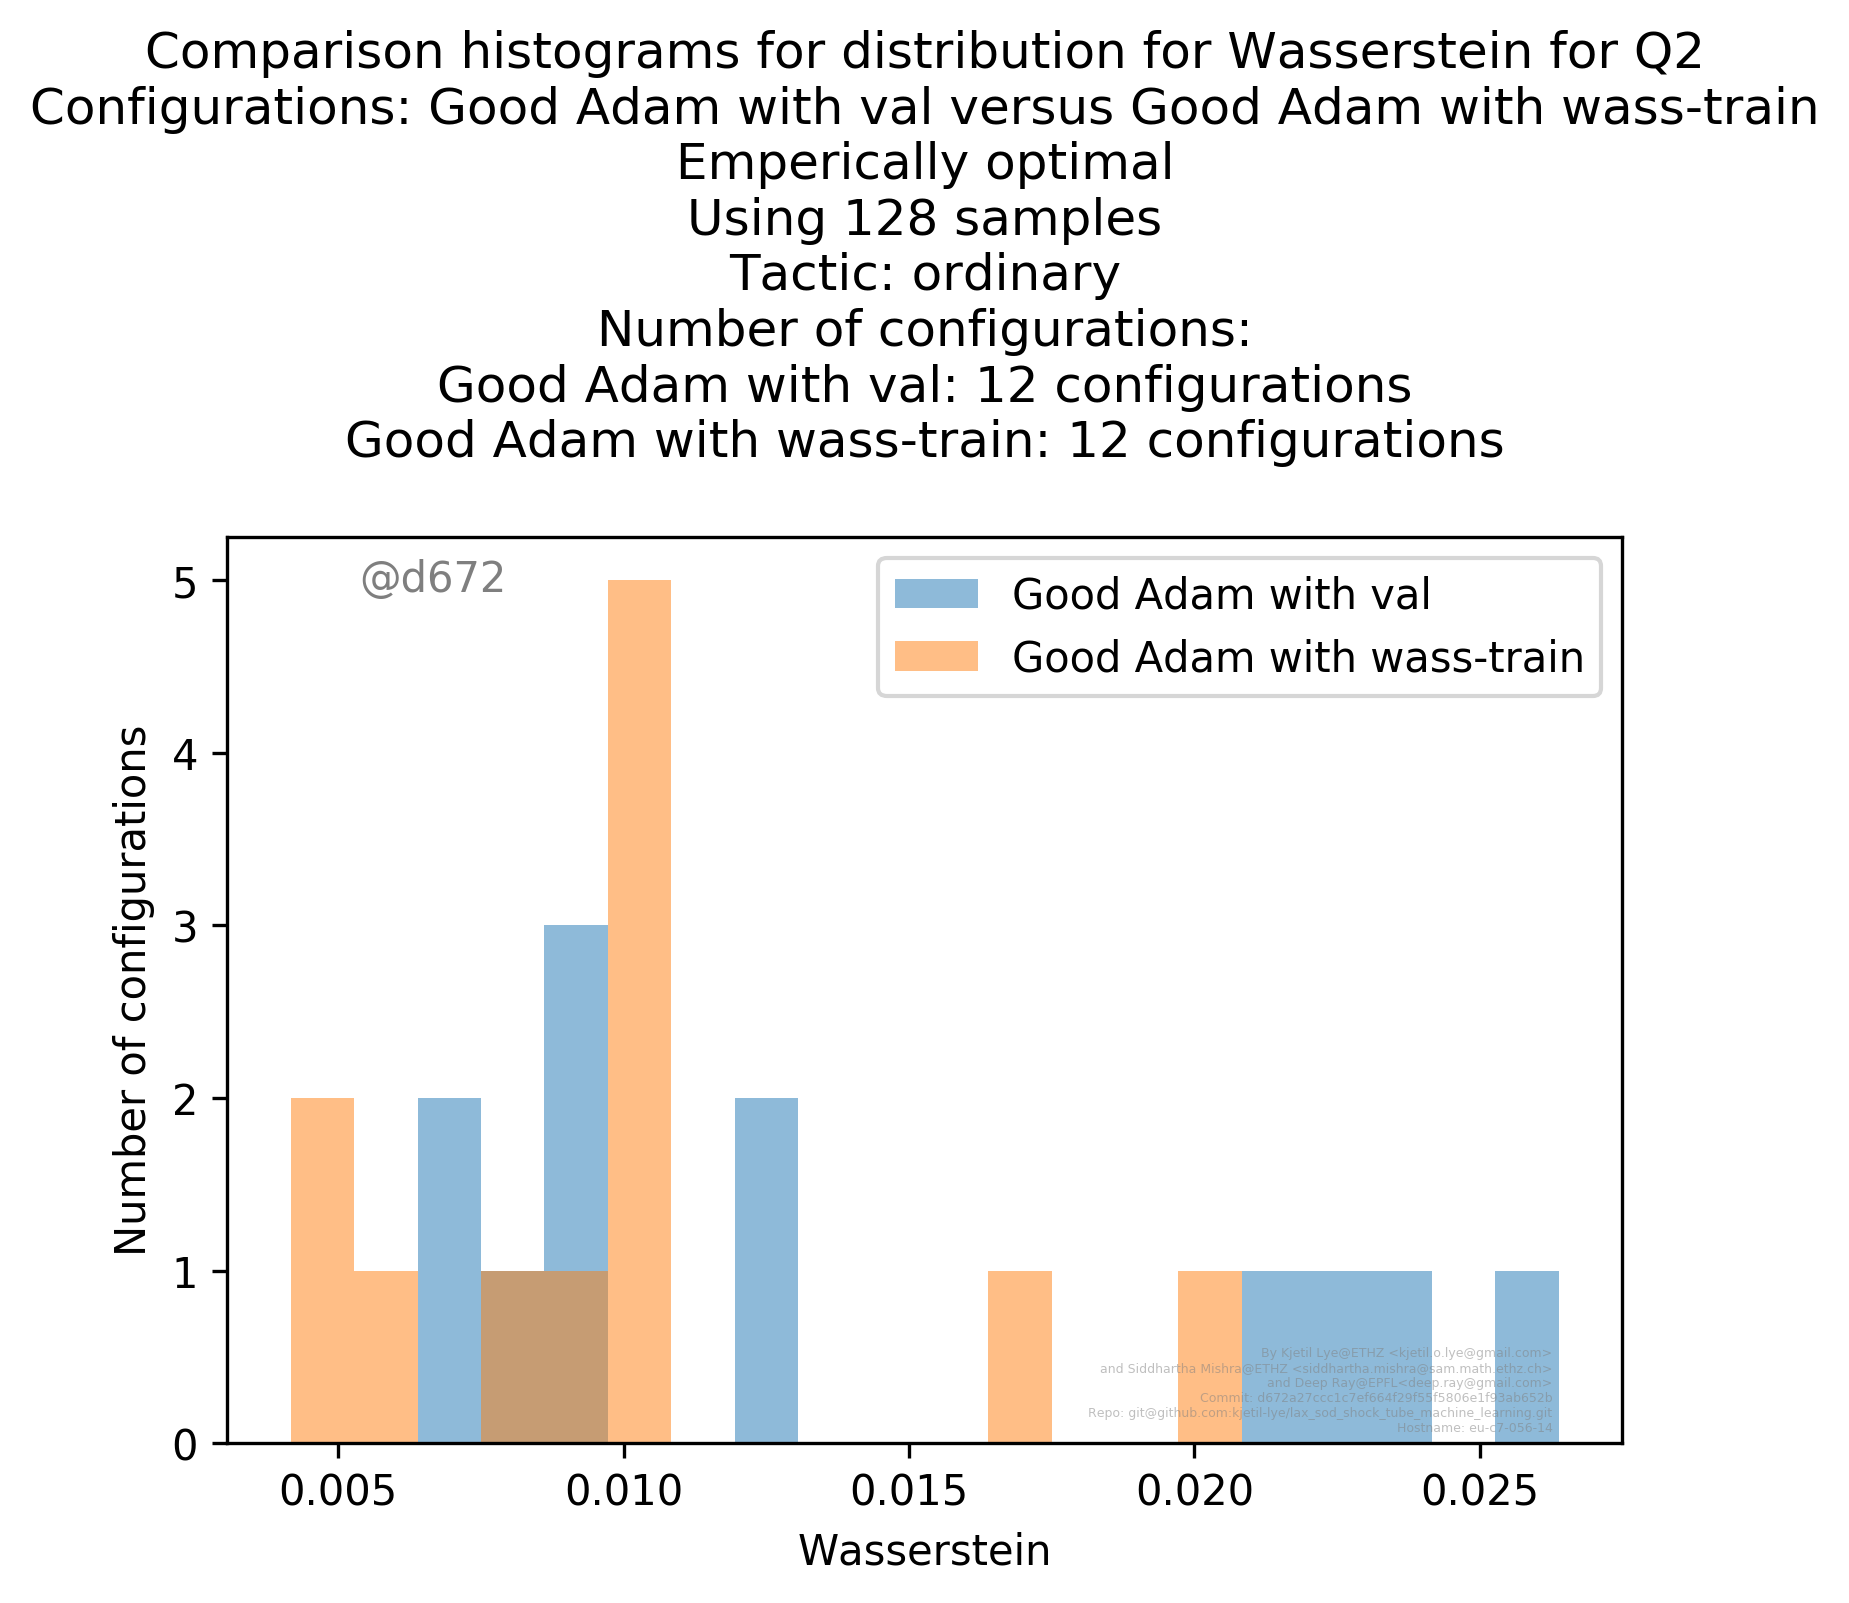 Comparison histograms for distribution for Wasserstein for Q2
Configurations: Good Adam with val versus Good Adam with wass-train
Emperically optimal
Using 128 samples
Tactic: ordinary
Number of configurations:
Good Adam with val: 12 configurations
Good Adam with wass-train: 12 configurations
@d672
Good Adam with val
Good Adam with wass-train
5
4
3
2
1
0
Number of configurations
By Kjetil Lye@ETHZ <kjetil.o.lye@gmail.com>
and Siddhartha Mishra@ETHZ <siddhartha.mishra@sam.math.ethz.ch>
and Deep Ray@EPFL<deep.ray@gmail.com>
Commit: d672a27ccc1c7ef664f29f55f5806e1f93ab652b
Repo: git@github.com:kjetil-lye/lax_sod_shock_tube_machine_learning.git
Hostname: eu-c7-056-14
0.005 0.010 0.015 0.020 0.025
Wasserstein